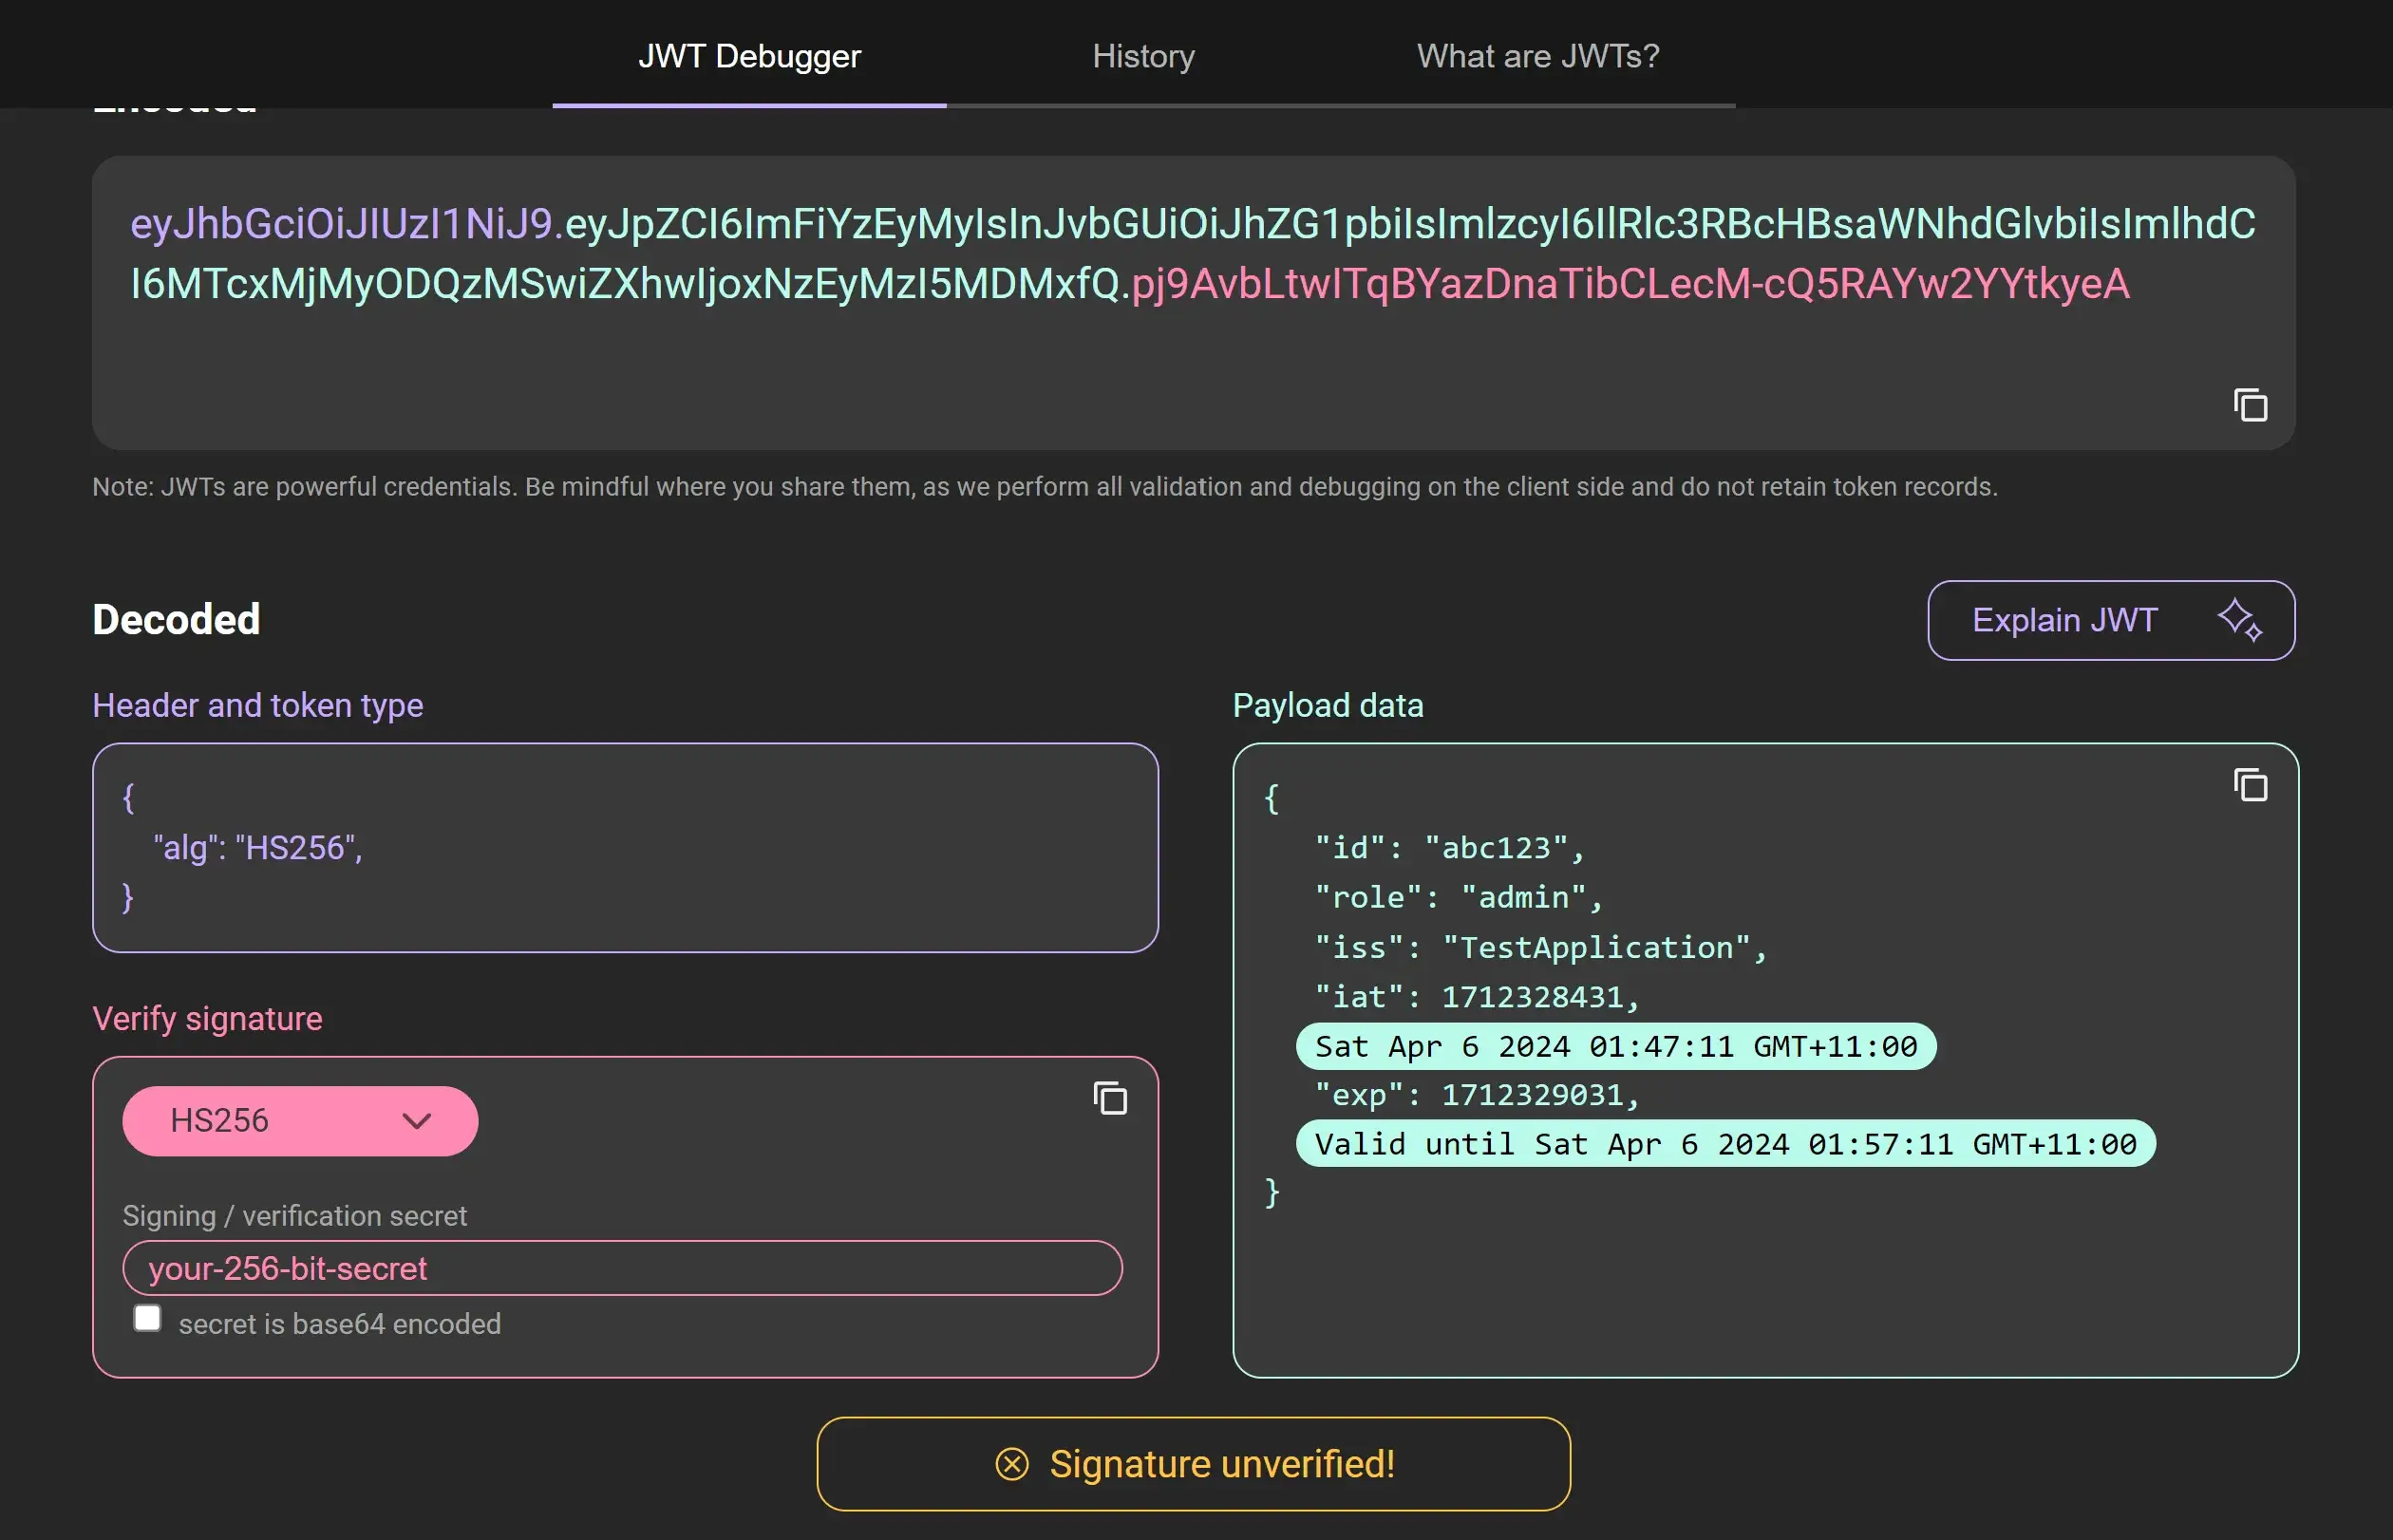 JWT Debugger
History
What are JWTs?
Encoded
eyJhbGciOiJIUzI1NiJ9.eyJpZCI6ImFiYzEyMyIsInJvbGUiOiJhZG1pbiIsImlzcyI6IlRlc3RBcHBsaWNhdGlvbiIsImlhdC
I6MTcxMjMyODQzMSwiZXhwIjoxNzEyMzI5MDMxfQ.pj9AvbLtwITqBYazDnaTibCLecM-cQ5RAYw2YYtkyeA
Note: JWTs are powerful credentials. Be mindful where you share them, as we perform all validation and debugging on the client side and do not retain token records.
Decoded
Explain JWT
Header and token type
{
"alg": "HS256",
}
Verify signature
HS256
Signing / verification secret
your-256-bit-secret
secret is base64 encoded
Payload data
{
"id": "abc123",
"role": "admin",
"iss": "TestApplication",
"iat": 1712328431,
Sat Apr 6 2024 01:47:11 GMT+11:00
"exp": 1712329031,
Valid until Sat Apr 6 2024 01:57:11 GMT+11:00
}
Signature unverified!